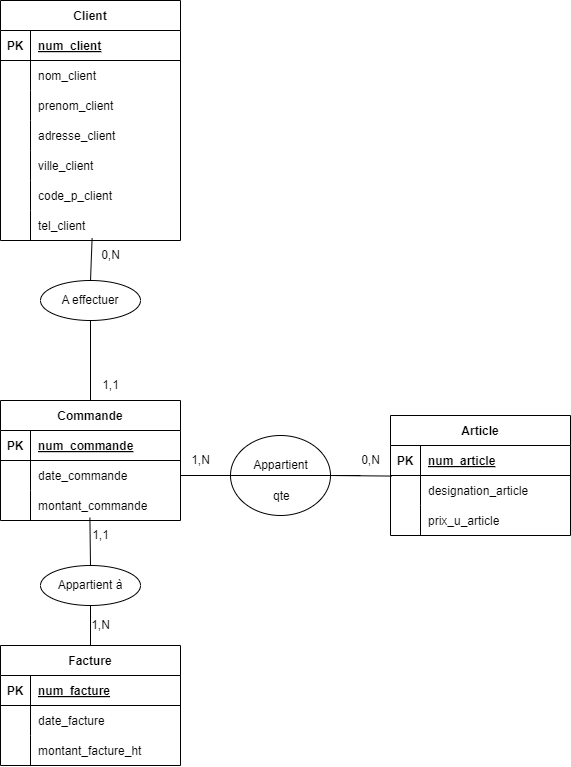 Client
PK num_client
nom_client
prenom_client
adresse_client
ville_client
code_p_client
tel_client
0,N
A effectuer
1,1
Commande
PK num_commande
date_commande
montant_commande
1,N
Appartient
qte
0,N
Article
PK num_article
designation_article
prix_u_article
1,1
Appartient à
1,N
Facture
PK num_facture
date_facture
montant_facture_ht